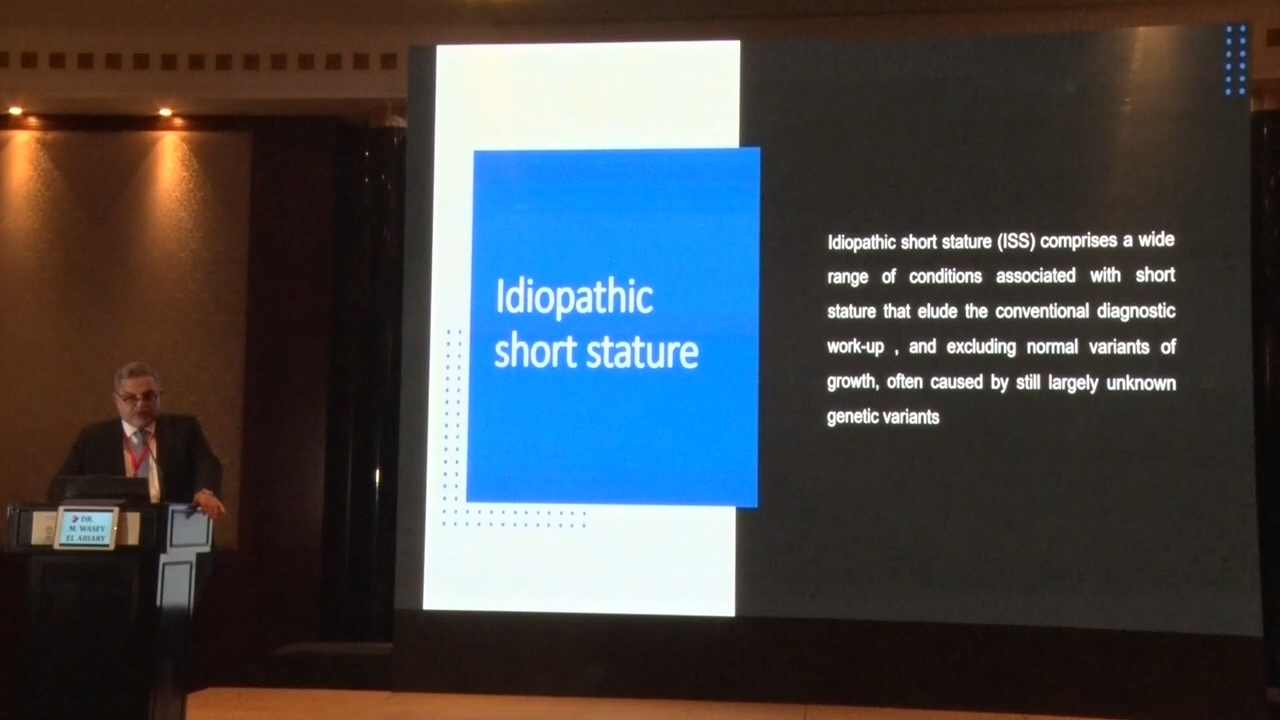 Idiopathic
short stature
Idiopathic short stature (ISS) comprises a wide
range of conditions associated with short
stature that elude the conventional diagnostic
work-up , and excluding normal variants of
growth, often caused by still largely unknown
genetic variants
DR.
M. WASFY
EL ABIARY